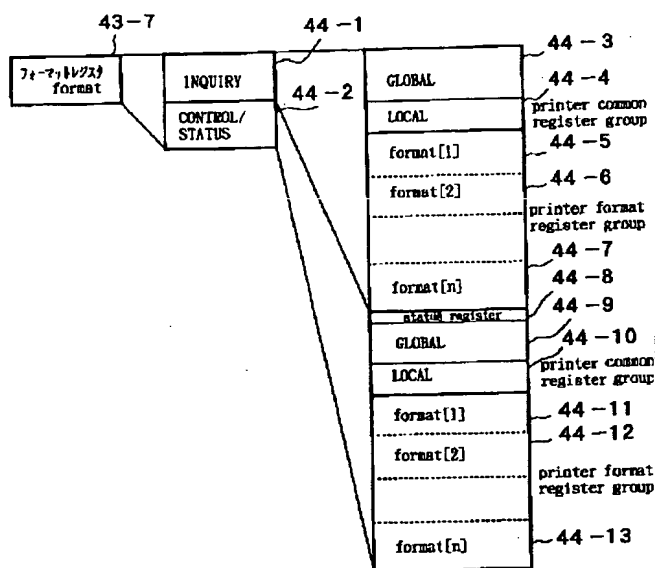 43-7
フォーマットレジスタ
format
44-1
INQUIRY
44-2
CONTROL/
STATUS
44-3
GLOBAL
44-4
LOCAL
printer common
register group
44-5
format[1]
44-6
format[2]
printer format
register group
44-7
format[n]
44-8
status register
44-9
GLOBAL
44-10
LOCAL
printer common
register group
format[1]
44-11
44-12
format[2]
printer format
register group
format[n]
44-13